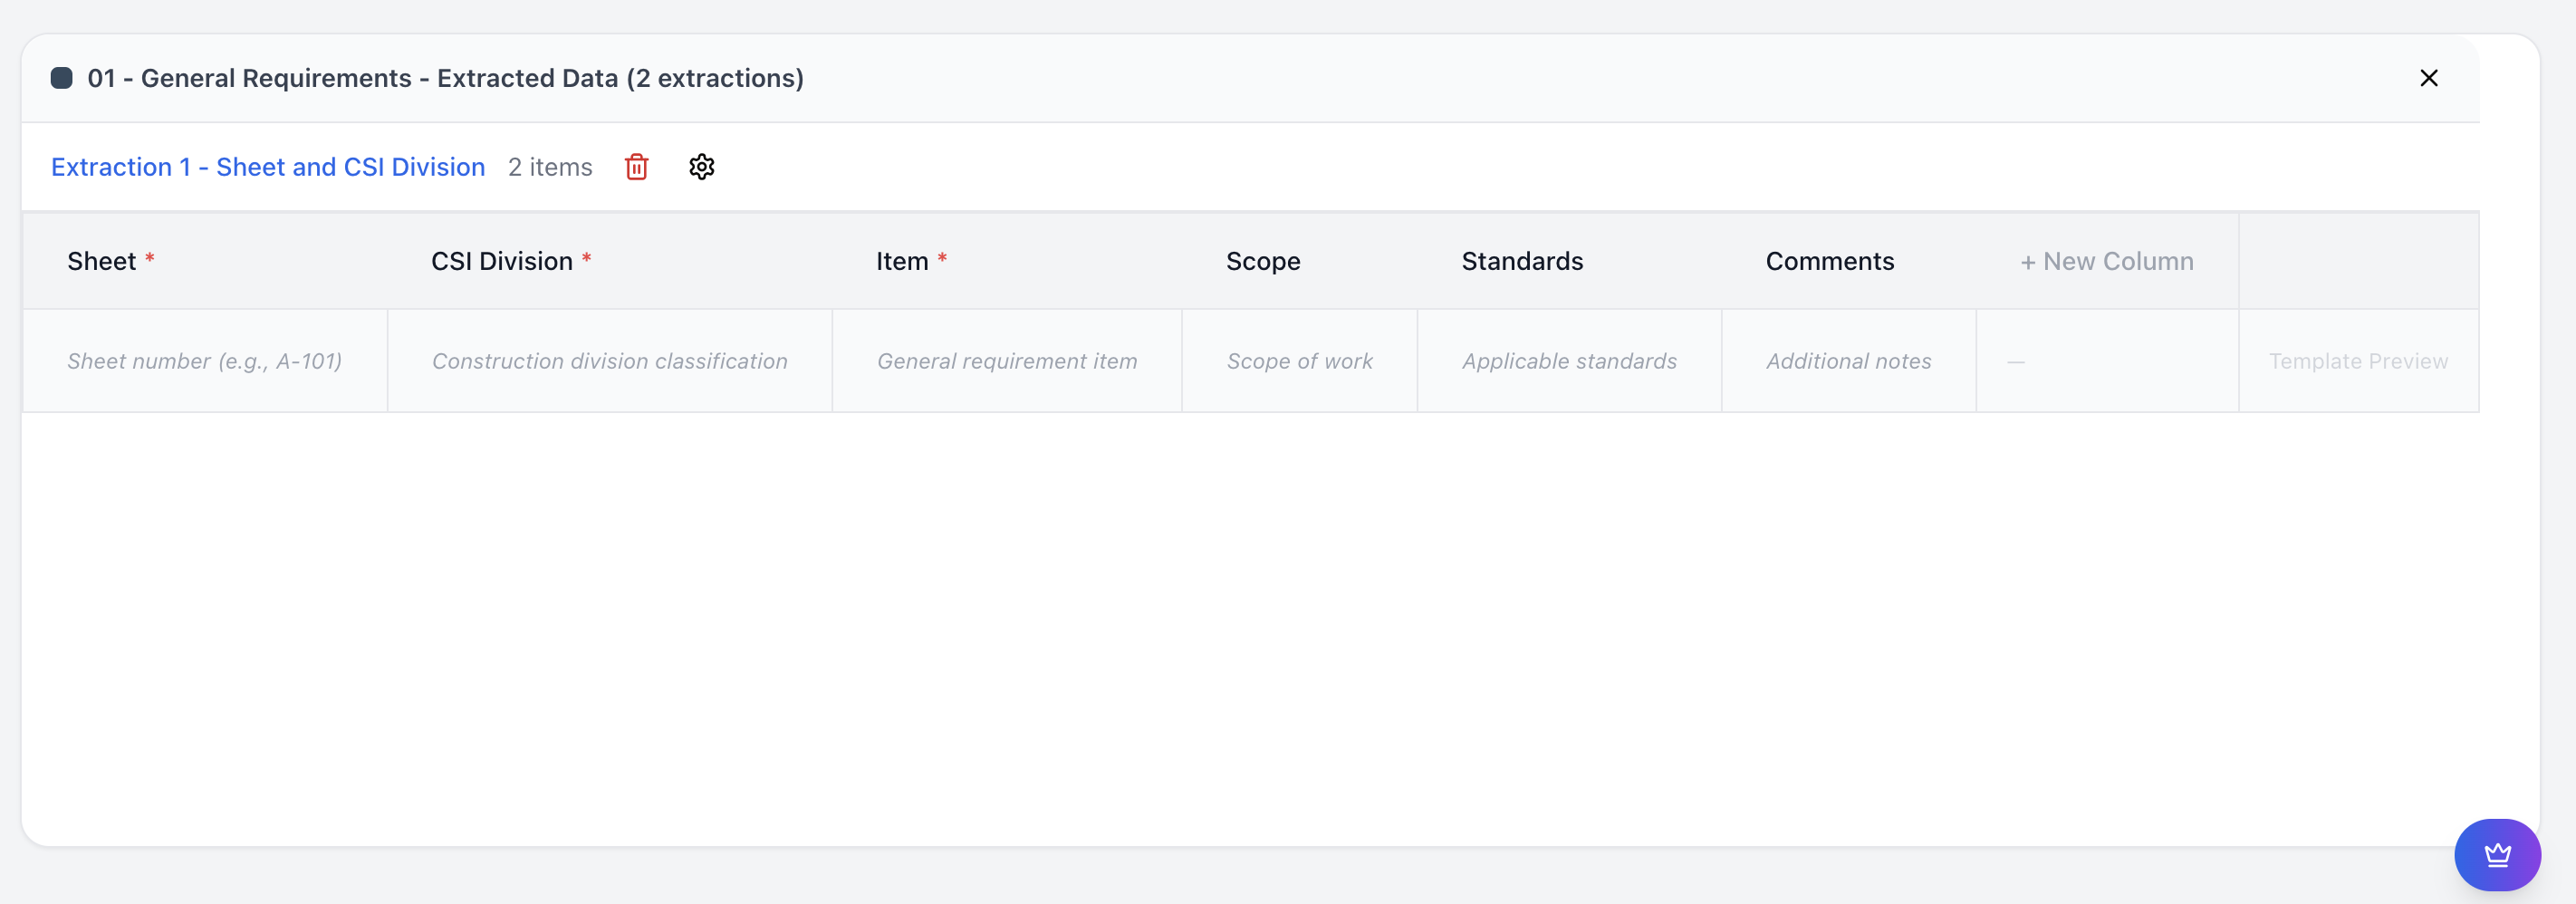 01 - General Requirements - Extracted Data (2 extractions)
Extraction 1 - Sheet and CSI Division 2 items
Sheet * CSI Division * Item * Scope Standards Comments + New Column
Sheet number (e.g., A-101) Construction division classification General requirement item Scope of work Applicable standards Additional notes — Template Preview